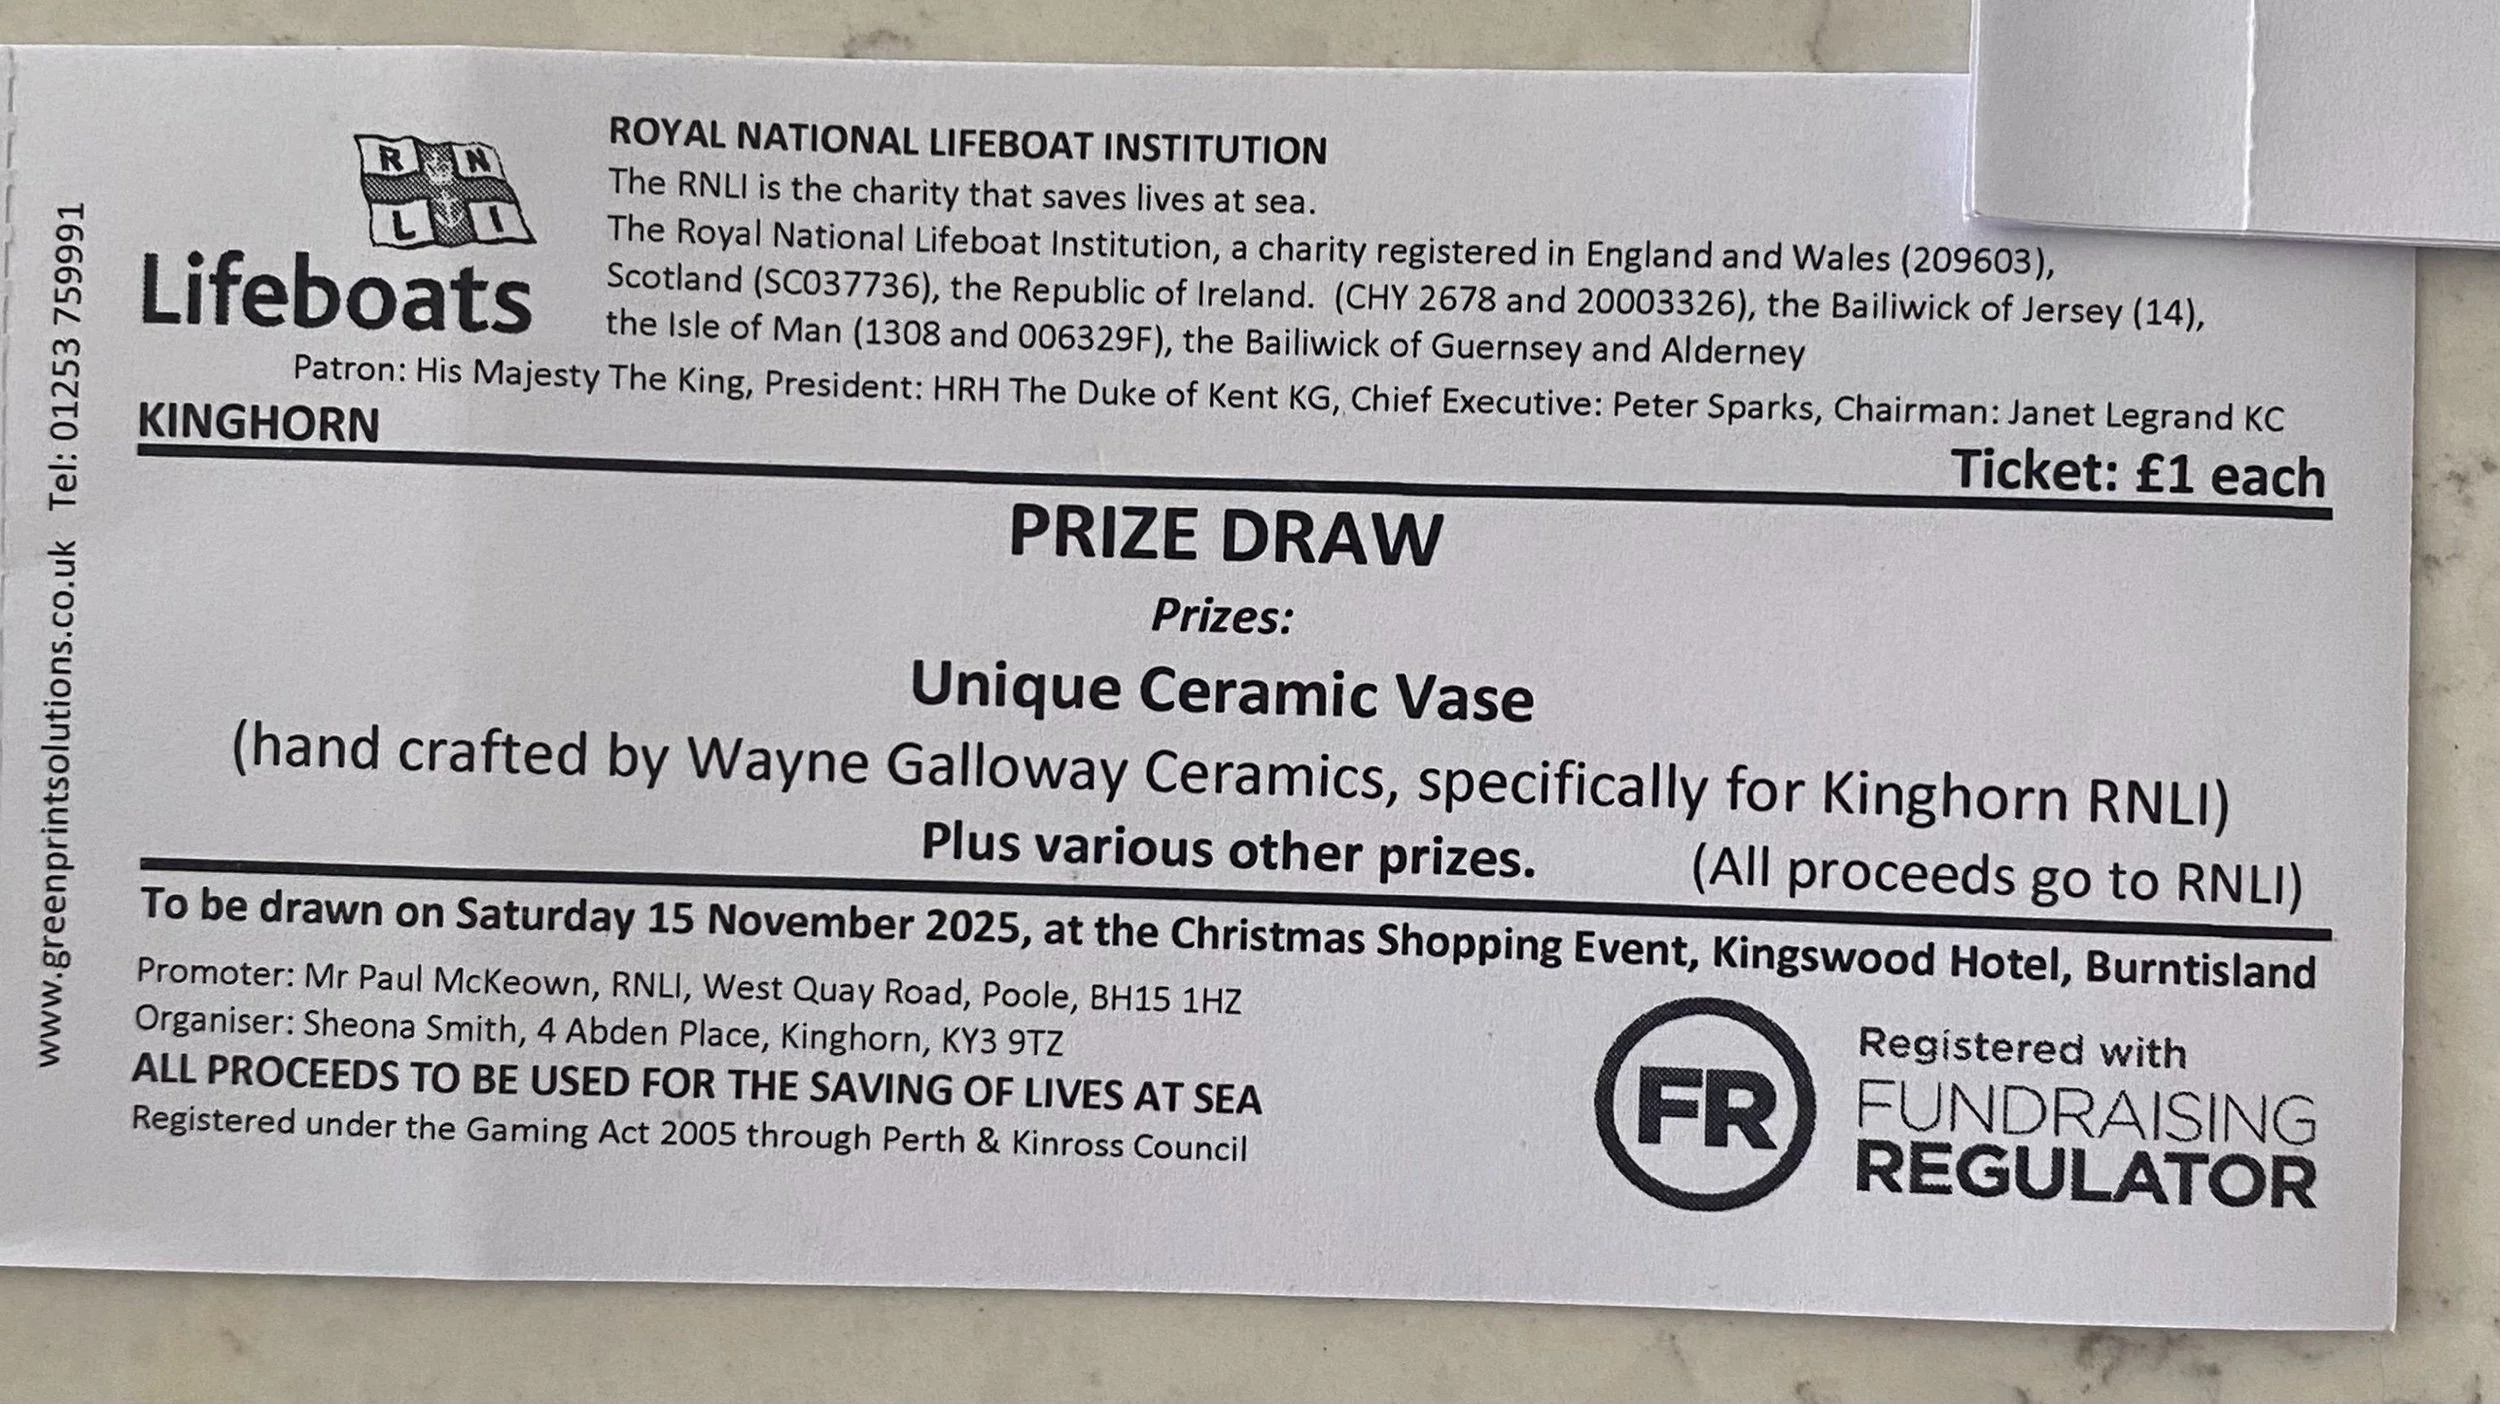 R N
L I
Lifeboats
ROYAL NATIONAL LIFEBOAT INSTITUTION
The RNLI is the charity that saves lives at sea.
The Royal National Lifeboat Institution, a charity registered in England and Wales (209603),
Scotland (SC037736), the Republic of Ireland. (CHY 2678 and 20003326), the Bailiwick of Jersey (14),
the Isle of Man (1308 and 006329F), the Bailiwick of Guernsey and Alderney
Patron: His Majesty The King, President: HRH The Duke of Kent KG, Chief Executive: Peter Sparks, Chairman: Janet Legrand KC
KINGHORN
Ticket: £1 each
PRIZE DRAW
Prizes:
Unique Ceramic Vase
(hand crafted by Wayne Galloway Ceramics, specifically for Kinghorn RNLI)
Plus various other prizes. (All proceeds go to RNLI)
To be drawn on Saturday 15 November 2025, at the Christmas Shopping Event, Kingswood Hotel, Burntisland
Promoter: Mr Paul McKeown, RNLI, West Quay Road, Poole, BH15 1HZ
Organiser: Sheona Smith, 4 Abden Place, Kinghorn, KY3 9TZ
ALL PROCEEDS TO BE USED FOR THE SAVING OF LIVES AT SEA
Registered under the Gaming Act 2005 through Perth & Kinross Council
FR
Registered with
FUNDRAISING
REGULATOR
www.greenprintsolutions.co.uk Tel: 01253 759991